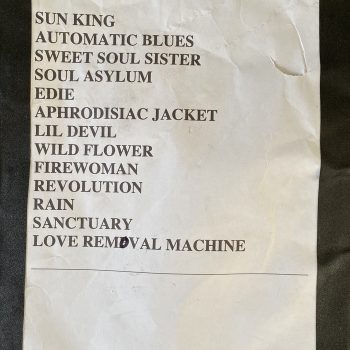 SUN KING
AUTOMATIC BLUES
SWEET SOUL SISTER
SOUL ASYLUM
EDIE
APHRODISIAC JACKET
LIL DEVIL
WILD FLOWER
FIREWOMAN
REVOLUTION
RAIN
SANCTUARY
LOVE REMOVAL MACHINE